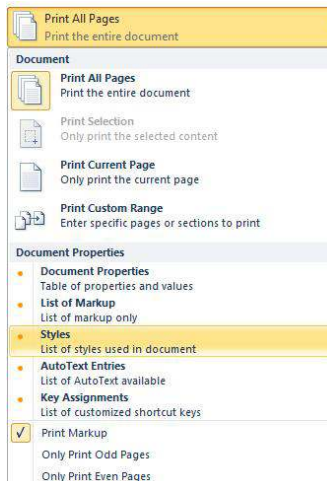 Print All Pages
Print the entire document
Document
Print All Pages
Print the entire document
Print Selection
Only print the selected content
Print Current Page
Only print the current page
Print Custom Range
Enter specific pages or sections to print
Document Properties
Document Properties
Table of properties and values
List of Markup
List of markup only
Styles
List of styles used in document
AutoText Entries
List of AutoText available
Key Assignments
List of customized shortcut keys
Print Markup
Only Print Odd Pages
Only Print Even Pages